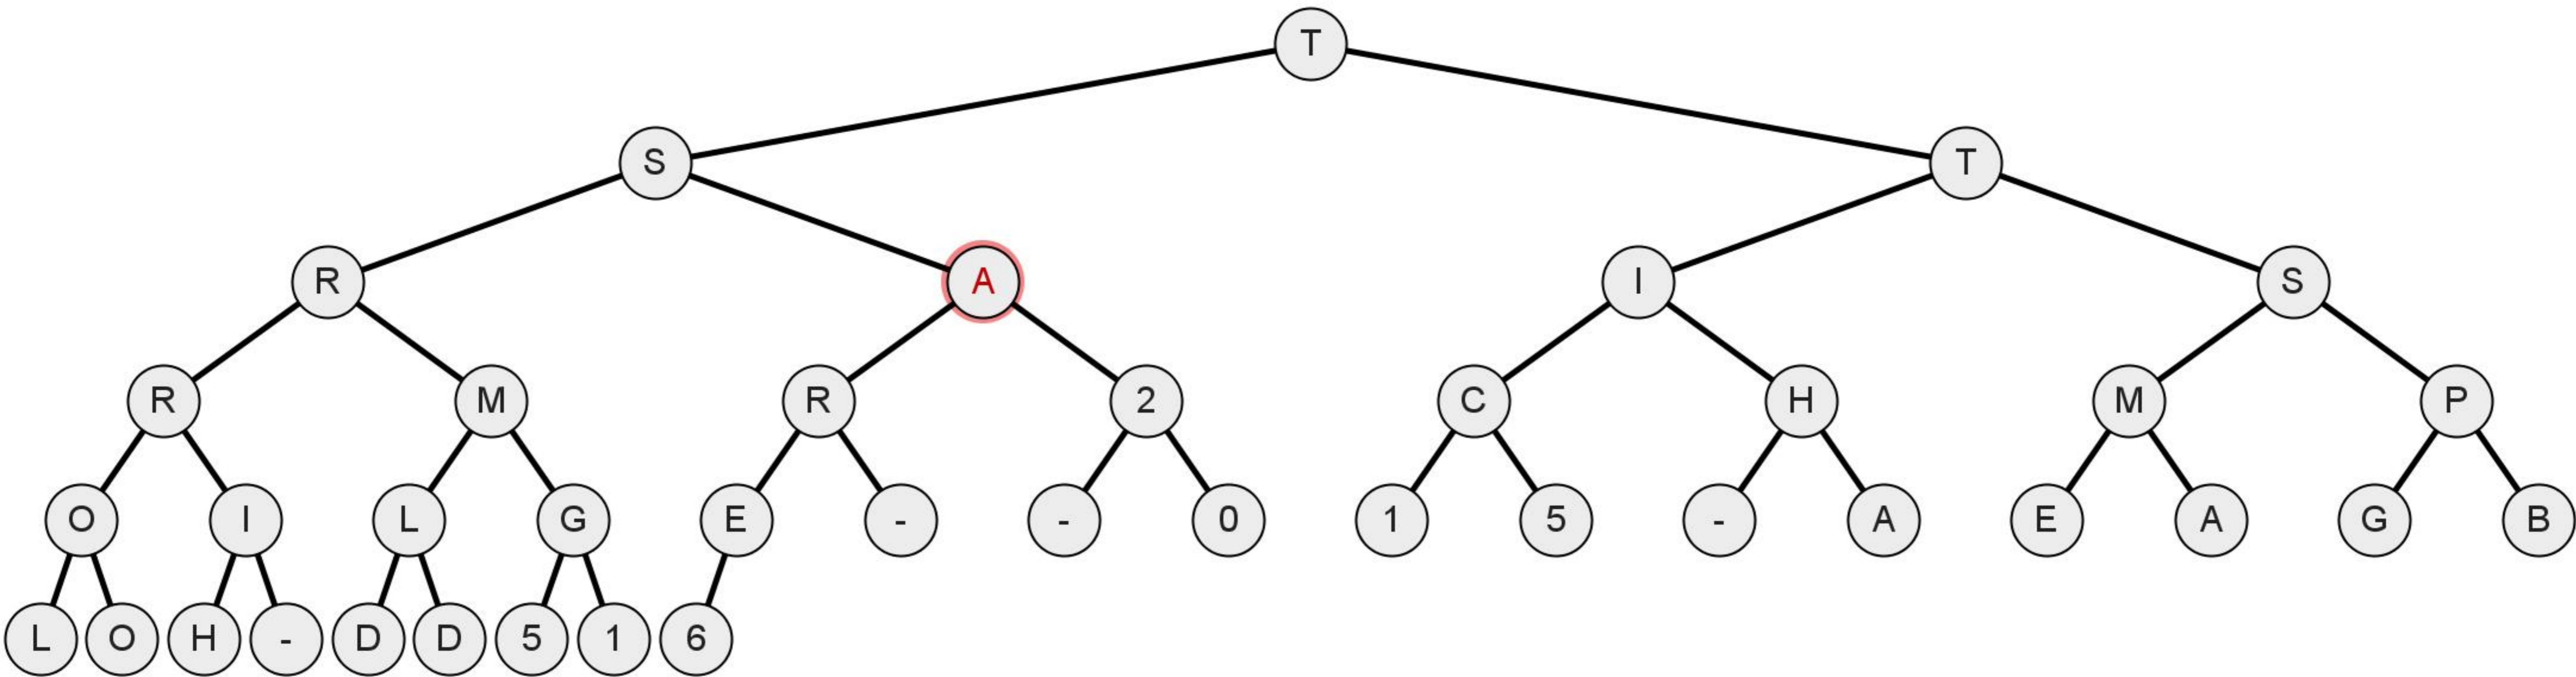 T
S T
R A I S
R M R 2 C H M P
O I L G E - - 0 1 5 - A E A G B
L O H - D D 5 1 6